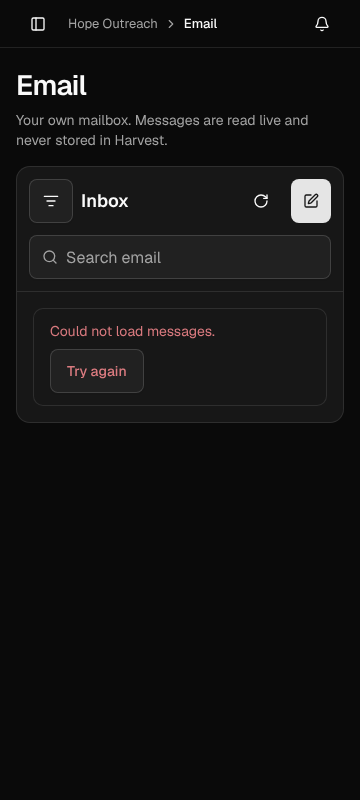 Hope Outreach > Email
Email
Your own mailbox. Messages are read live and
never stored in Harvest.
Inbox
Search email
Could not load messages.
Try again